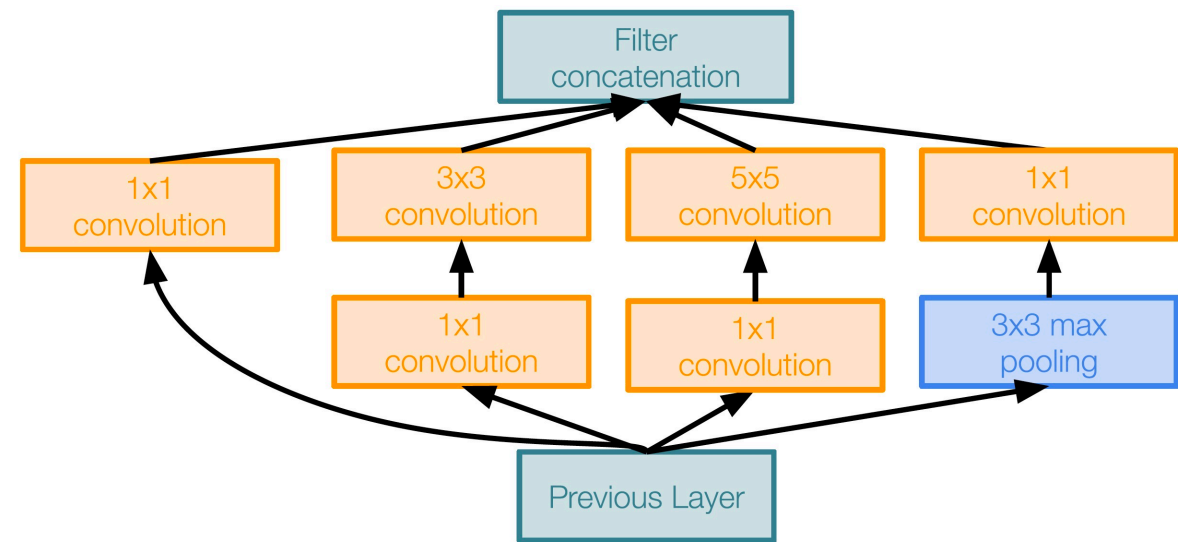 Filter
concatenation
1x1
convolution
3x3
convolution
5x5
convolution
1x1
convolution
1x1
convolution
1x1
convolution
3x3 max
pooling
Previous Layer